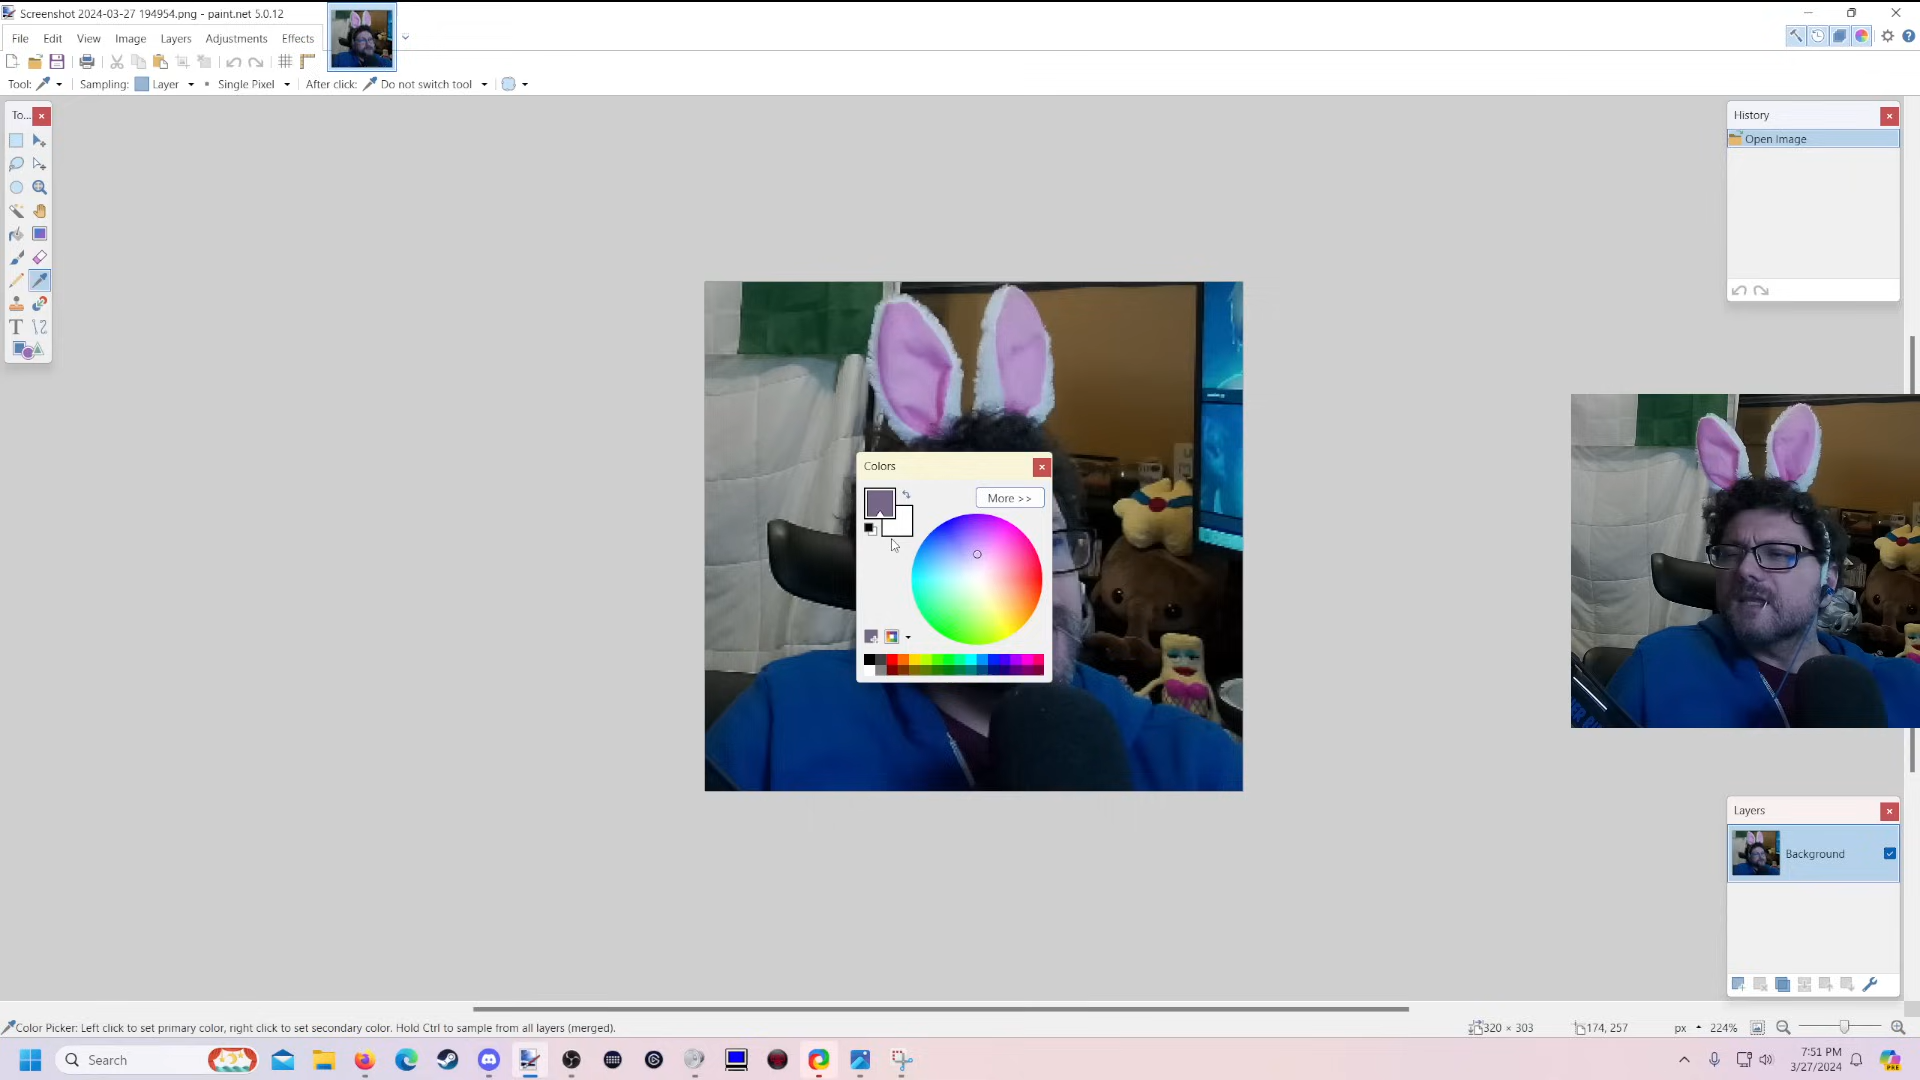 Screenshot 2024-03-27 194954.png - paint.net 5.0.12
File Edit View Image Layers Adjustments Effects
Tool: Sampling: Layer Single Pixel After click: Do not switch tool
To...
History
Open Image
Colors
More >>
Layers
Background
Color Picker: Left click to set primary color, right click to set secondary color. Hold Ctrl to sample from all layers (merged).
320 × 303
174, 257
px
224%
Search
7:51 PM
3/27/2024